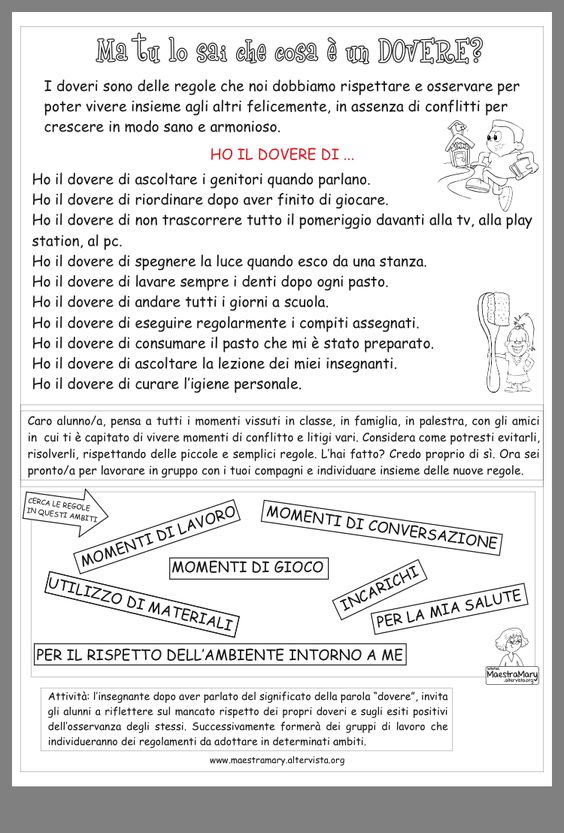 Ma tu lo sai che cosa è un DOVERE?
I doveri sono delle regole che noi dobbiamo rispettare e osservare per
poter vivere insieme agli altri felicemente, in assenza di conflitti per
crescere in modo sano e armonioso.
HO IL DOVERE DI ...
Ho il dovere di ascoltare i genitori quando parlano.
Ho il dovere di riordinare dopo aver finito di giocare.
Ho il dovere di non trascorrere tutto il pomeriggio davanti alla tv, alla play
station, al pc.
Ho il dovere di spegnere la luce quando esco da una stanza.
Ho il dovere di lavare sempre i denti dopo ogni pasto.
Ho il dovere di andare tutti i giorni a scuola.
Ho il dovere di eseguire regolarmente i compiti assegnati.
Ho il dovere di consumare il pasto che mi è stato preparato.
Ho il dovere di ascoltare la lezione dei miei insegnanti.
Ho il dovere di curare l'igiene personale.
Caro alunno/a, pensa a tutti i momenti vissuti in classe, in famiglia, in palestra, con gli amici
in cui ti è capitato di vivere momenti di conflitto e litigi vari. Considera come potresti evitarli,
risolverli, rispettando delle piccole e semplici regole. L'hai fatto? Credo proprio di sì. Ora sei
pronto/a per lavorare in gruppo con i tuoi compagni e individuare insieme delle nuove regole.
CERCA LE REGOLE
IN QUESTI AMBITI
MOMENTI DI LAVORO
MOMENTI DI CONVERSAZIONE
MOMENTI DI GIOCO
UTILIZZO DI MATERIALI
INCARICHI
PER LA MIA SALUTE
PER IL RISPETTO DELL'AMBIENTE INTORNO A ME
www.
MaestraMary
.altervista.org
Attività: l'insegnante dopo aver parlato del significato della parola "dovere", invita
gli alunni a riflettere sul mancato rispetto dei propri doveri e sugli esiti positivi
dell'osservanza degli stessi. Successivamente formerà dei gruppi di lavoro che
individueranno dei regolamenti da adottare in determinati ambiti.
www.maestramary.altervista.org